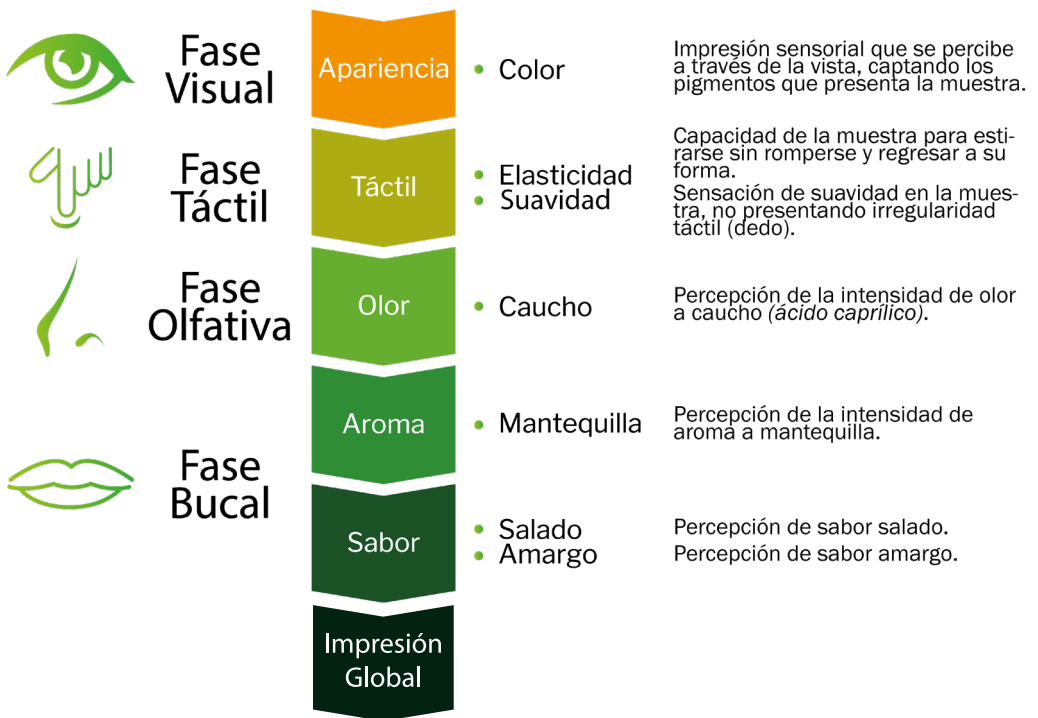 Fase
Visual
Apariencia
• Color
Impresión sensorial que se percibe
a través de la vista, captando los
pigmentos que presenta la muestra.
Fase
Táctil
Táctil
• Elasticidad
• Suavidad
Capacidad de la muestra para esti-
rarse sin romperse y regresar a su
forma.
Sensación de suavidad en la mues-
tra, no presentando irregularidad
táctil (dedo).
Fase
Olfativa
Olor
• Caucho
Percepción de la intensidad de olor
a caucho (ácido caprílico).
Fase
Bucal
Aroma
• Mantequilla
Percepción de la intensidad de
aroma a mantequilla.
Sabor
• Salado
• Amargo
Percepción de sabor salado.
Percepción de sabor amargo.
Impresión
Global